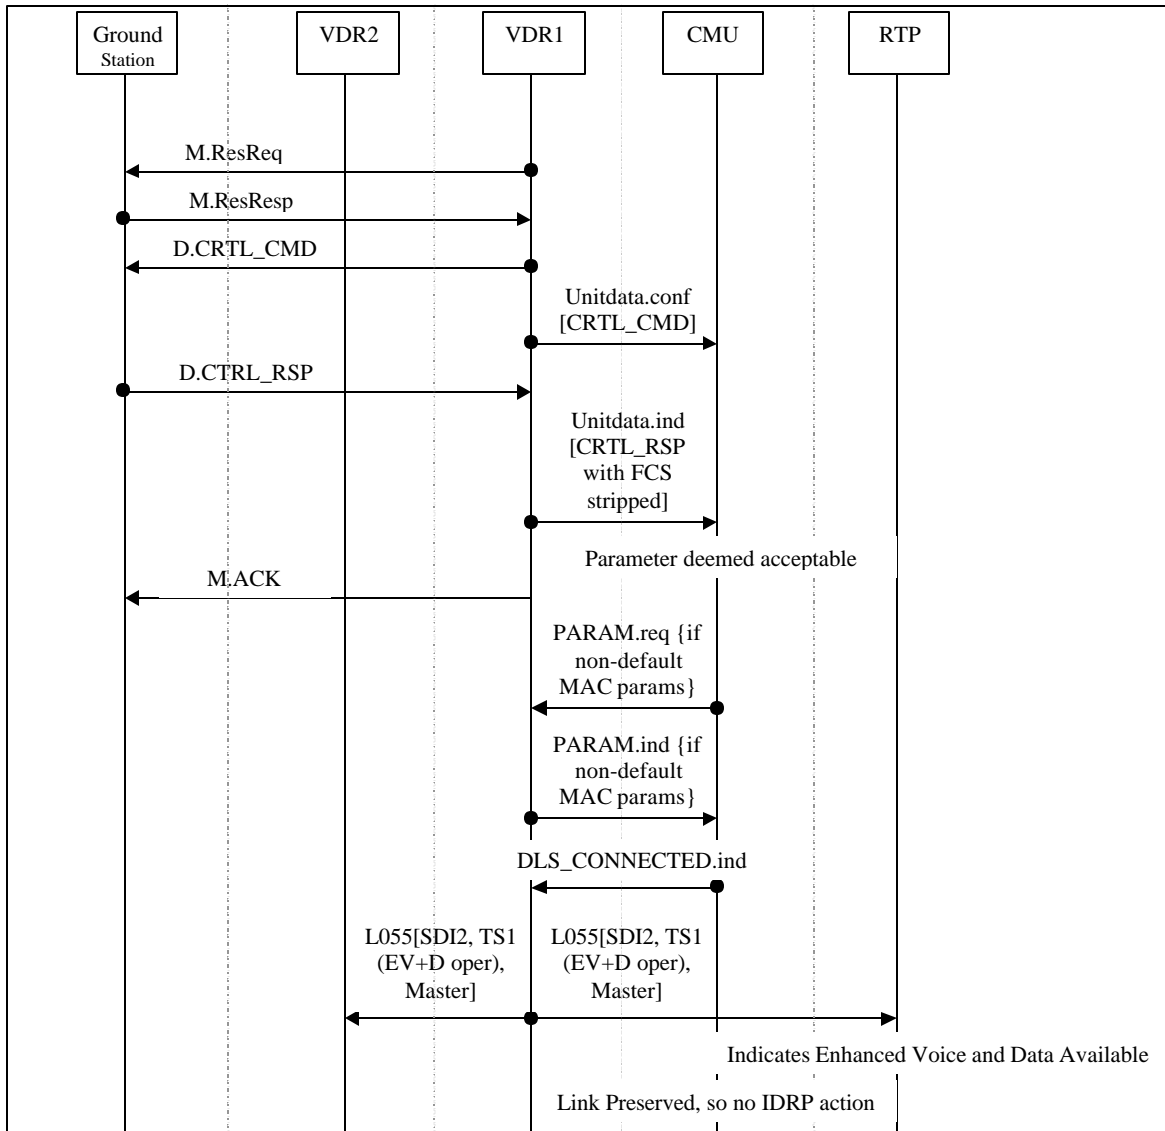 Ground
Station
VDR2
VDR1
CMU
RTP
M.ResReq
M.ResResp
D.CRTL_CMD
Unitdata.conf
[CRTL_CMD]
D.CTRL_RSP
Unitdata.ind
[CRTL_RSP
with FCS
stripped]
Parameter deemed acceptable
M.ACK
PARAM.req {if
non-default
MAC params}
PARAM.ind {if
non-default
MAC params}
DLS_CONNECTED.ind
L055[SDI2, TS1
(EV+D oper),
Master]
L055[SDI2, TS1
(EV+D oper),
Master]
Indicates Enhanced Voice and Data Available
Link Preserved, so no IDRP action